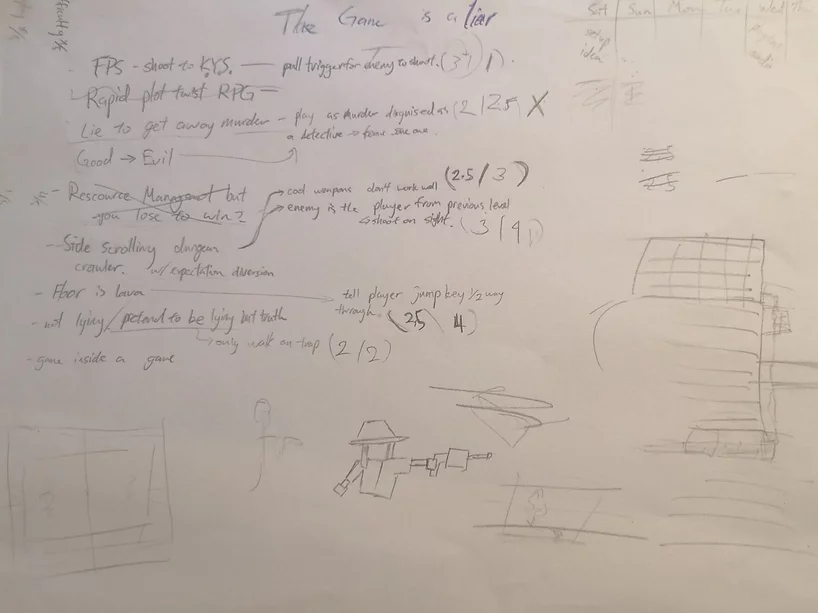 The Game is a liar
Sat Sun Mon Tue Wed
setup
idea
- FPS - shoot to K.Y.S. — pull trigger for enemy to shoot. (3 / 1)
Rapid plot twist RPG
Lie to get away murder - play as murder disguised as (2 / 2.5) X
a detective → frame someone.
Good → Evil
- Rescource Managment but
you lose to win?
cool weapons don't work well (2.5 / 3)
enemy is the player from previous level
shoot on sight. (3 / 4)
- Side scrolling dungean
crawler. w/ expectation diversion
- Floor is lava → tell player jump key 1/2 way
through. (2.5 \ 4)
- not lying / pretend to be lying but truth
→ only walk on trap (2 / 2)
- game inside a game